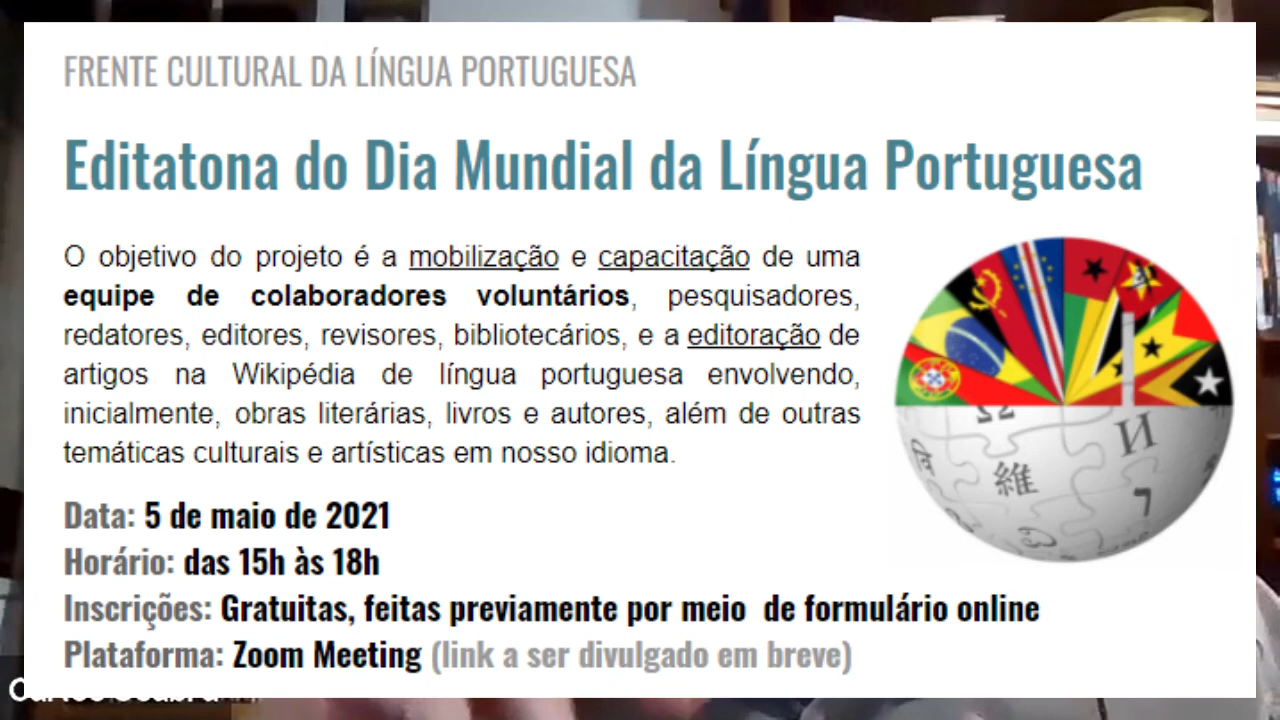 FRENTE CULTURAL DA LÍNGUA PORTUGUESA
Editatona do Dia Mundial da Língua Portuguesa
O objetivo do projeto é a mobilização e capacitação de uma
equipe de colaboradores voluntários, pesquisadores,
redatores, editores, revisores, bibliotecários, e a editoração de
artigos na Wikipédia de língua portuguesa envolvendo,
inicialmente, obras literárias, livros e autores, além de outras
temáticas culturais e artísticas em nosso idioma.
Ω
И
維
7
Data: 5 de maio de 2021
Horário: das 15h às 18h
Inscrições: Gratuitas, feitas previamente por meio  de formulário online
Plataforma: Zoom Meeting (link a ser divulgado em breve)